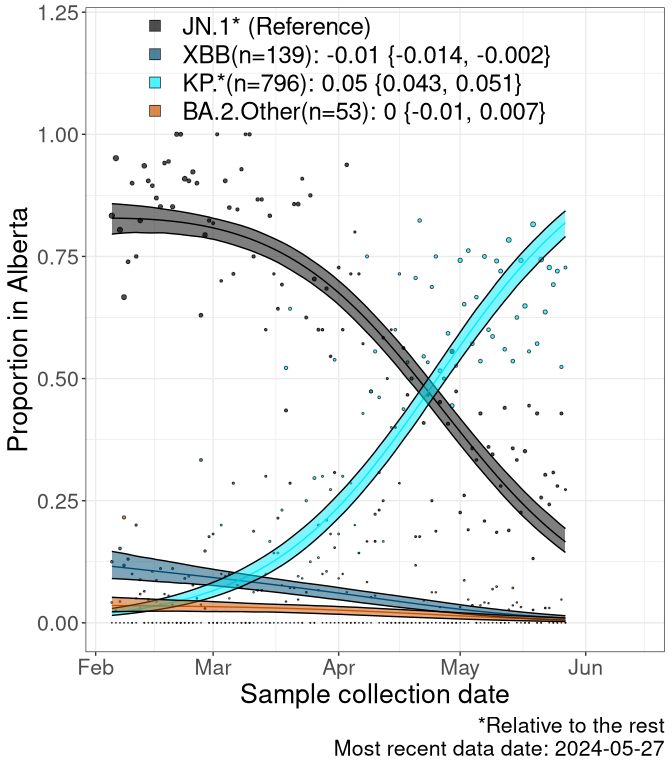 1.25
JN.1* (Reference)
XBB(n=139): -0.01 {-0.014, -0.002}
KP.*(n=796): 0.05 {0.043, 0.051}
BA.2.Other(n=53): 0 {-0.01, 0.007}
1.00
0.75
0.50
0.25
0.00
Proportion in Alberta
Feb Mar Apr May Jun
Sample collection date
*Relative to the rest
Most recent data date: 2024-05-27